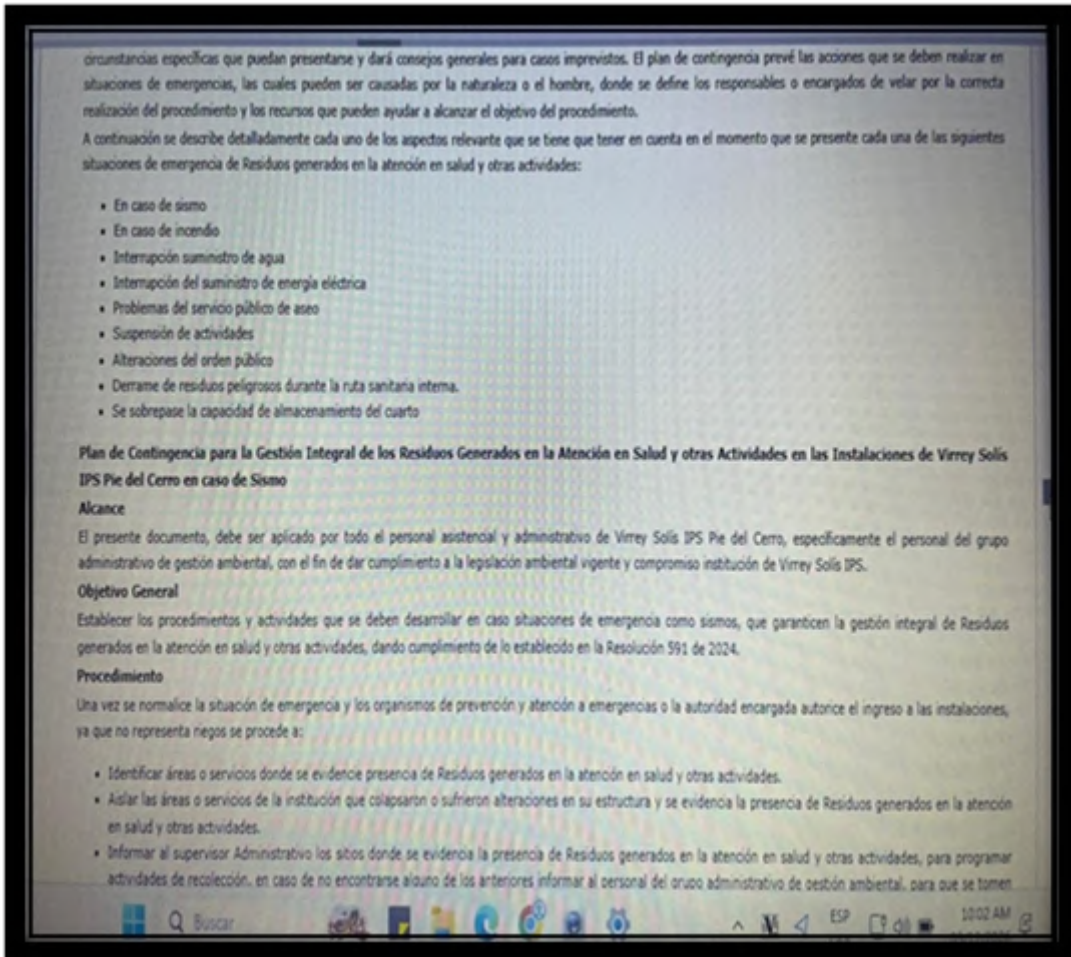 circunstancias específicas que puedan presentarse y dará consejos generales para casos imprevistos. El plan de contingencia prevé las acciones que se deben realizar en
situaciones de emergencias, las cuales pueden ser causadas por la naturaleza o el hombre, donde se define los responsables o encargados de velar por la correcta
realización del procedimiento y los recursos que pueden ayudar a alcanzar el objetivo del procedimiento.
A continuación se describe detalladamente cada uno de los aspectos relevante que se tiene que tener en cuenta en el momento que se presente cada una de las siguientes
situaciones de emergencia de Residuos generados en la atención en salud y otras actividades:
• En caso de sismo
• En caso de incendio
• Interrupción suministro de agua
• Interrupción del suministro de energía eléctrica
• Problemas del servicio público de aseo
• Suspensión de actividades
• Alteraciones del orden público
• Derrame de residuos peligrosos durante la ruta sanitaria interna.
• Se sobrepase la capacidad de almacenamiento del cuarto
Plan de Contingencia para la Gestión Integral de los Residuos Generados en la Atención en Salud y otras Actividades en las Instalaciones de Virrey Solís
IPS Pie del Cerro en caso de Sismo
Alcance
El presente documento, debe ser aplicado por todo el personal asistencial y administrativo de Virrey Solís IPS Pie del Cerro, específicamente el personal del grupo
administrativo de gestión ambiental, con el fin de dar cumplimiento a la legislación ambiental vigente y compromiso institución de Virrey Solís IPS.
Objetivo General
Establecer los procedimientos y actividades que se deben desarrollar en caso situaciones de emergencia como sismos, que garanticen la gestión integral de Residuos
generados en la atención en salud y otras actividades, dando cumplimiento de lo establecido en la Resolución 591 de 2024.
Procedimiento
Una vez se normalice la situación de emergencia y los organismos de prevención y atención a emergencias o la autoridad encargada autorice el ingreso a las instalaciones,
ya que no representa riegos se procede a:
• Identificar áreas o servicios donde se evidencie presencia de Residuos generados en la atención en salud y otras actividades.
• Aislar las áreas o servicios de la institución que colapsaron o sufrieron alteraciones en su estructura y se evidencia la presencia de Residuos generados en la atención
en salud y otras actividades.
• Informar al supervisor Administrativo los sitios donde se evidencia la presencia de Residuos generados en la atención en salud y otras actividades, para programar
actividades de recolección, en caso de no encontrarse alguno de los anteriores informar al personal del grupo administrativo de gestión ambiental, para que se tomen
Buscar
ESP
10:02 AM